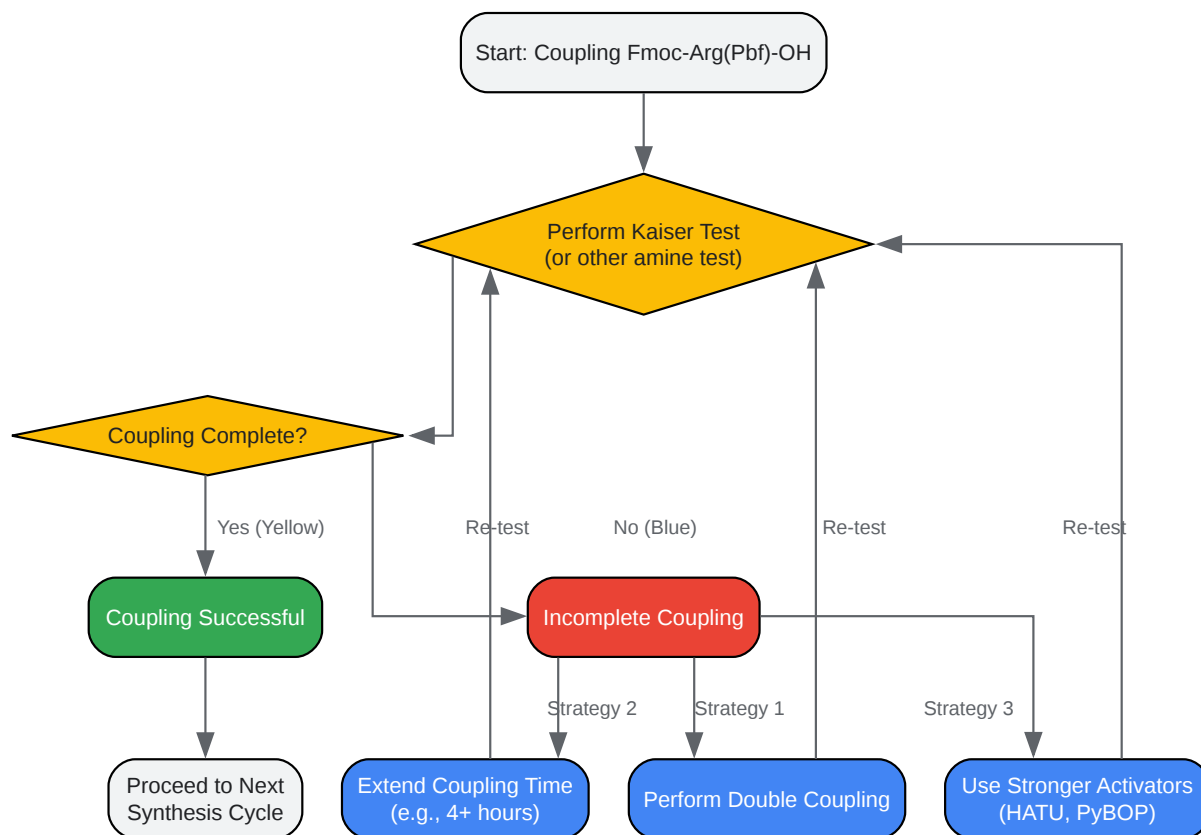 Start: Coupling Fmoc-Arg(Pbf)-OH
Perform Kaiser Test
(or other amine test)
Coupling Complete?
Yes (Yellow)
Re-test
No (Blue)
Re-test
Re-test
Coupling Successful
Incomplete Coupling
Strategy 2
Strategy 1
Strategy 3
Proceed to Next
Synthesis Cycle
Extend Coupling Time
(e.g., 4+ hours)
Perform Double Coupling
Use Stronger Activators
(HATU, PyBOP)